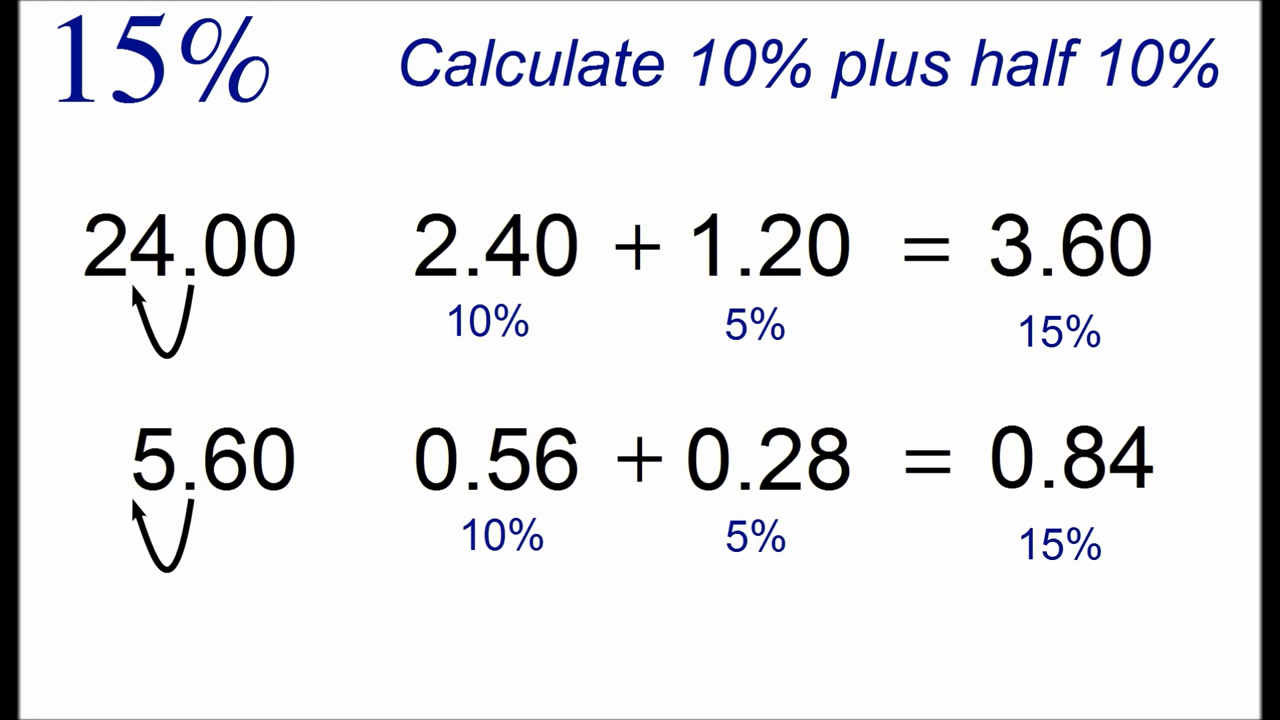 15% Calculate 10% plus half 10%
24.00 2.40 + 1.20 = 3.60
10% 5% 15%
5.60 0.56 + 0.28 = 0.84
10% 5% 15%